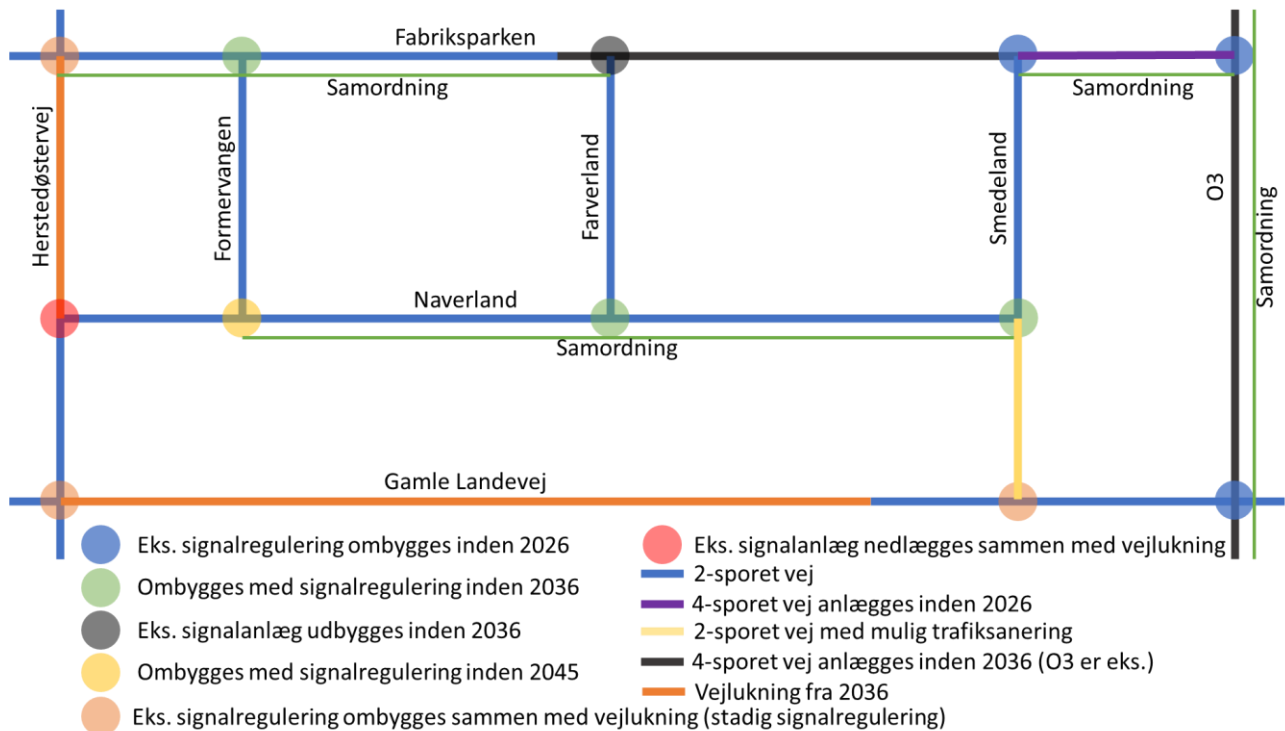 Fabriksparken
Samordning
Samordning
Herstedøstervej
Formervangen
Farverland
Smedeland
O3
Samordning
Naverland
Samordning
Gamle Landevej
Eks. signalregulering ombygges inden 2026
Ombygges med signalregulering inden 2036
Eks. signalanlæg udbygges inden 2036
Ombygges med signalregulering inden 2045
Eks. signalregulering ombygges sammen med vejlukning (stadig signalregulering)
Eks. signalanlæg nedlægges sammen med vejlukning
2-sporet vej
4-sporet vej anlægges inden 2026
2-sporet vej med mulig trafiksanering
4-sporet vej anlægges inden 2036 (O3 er eks.)
Vejlukning fra 2036